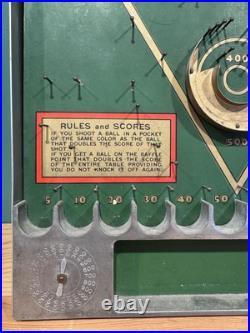 400
500
RULES and SCORES
IF YOU SHOOT A BALL IN A POCKET
OF THE SAME COLOR AS THE BALL
THAT DOUBLES THE SCORE OF THAT
SHOT
IF YOU GET A BALL ON THE BAFFLE
POINT THAT DOUBLES THE SCORE
OF THE ENTIRE TABLE PROVIDING
YOU DO NOT KNOCK IT OFF AGAIN.
5 10 20 30 40 50